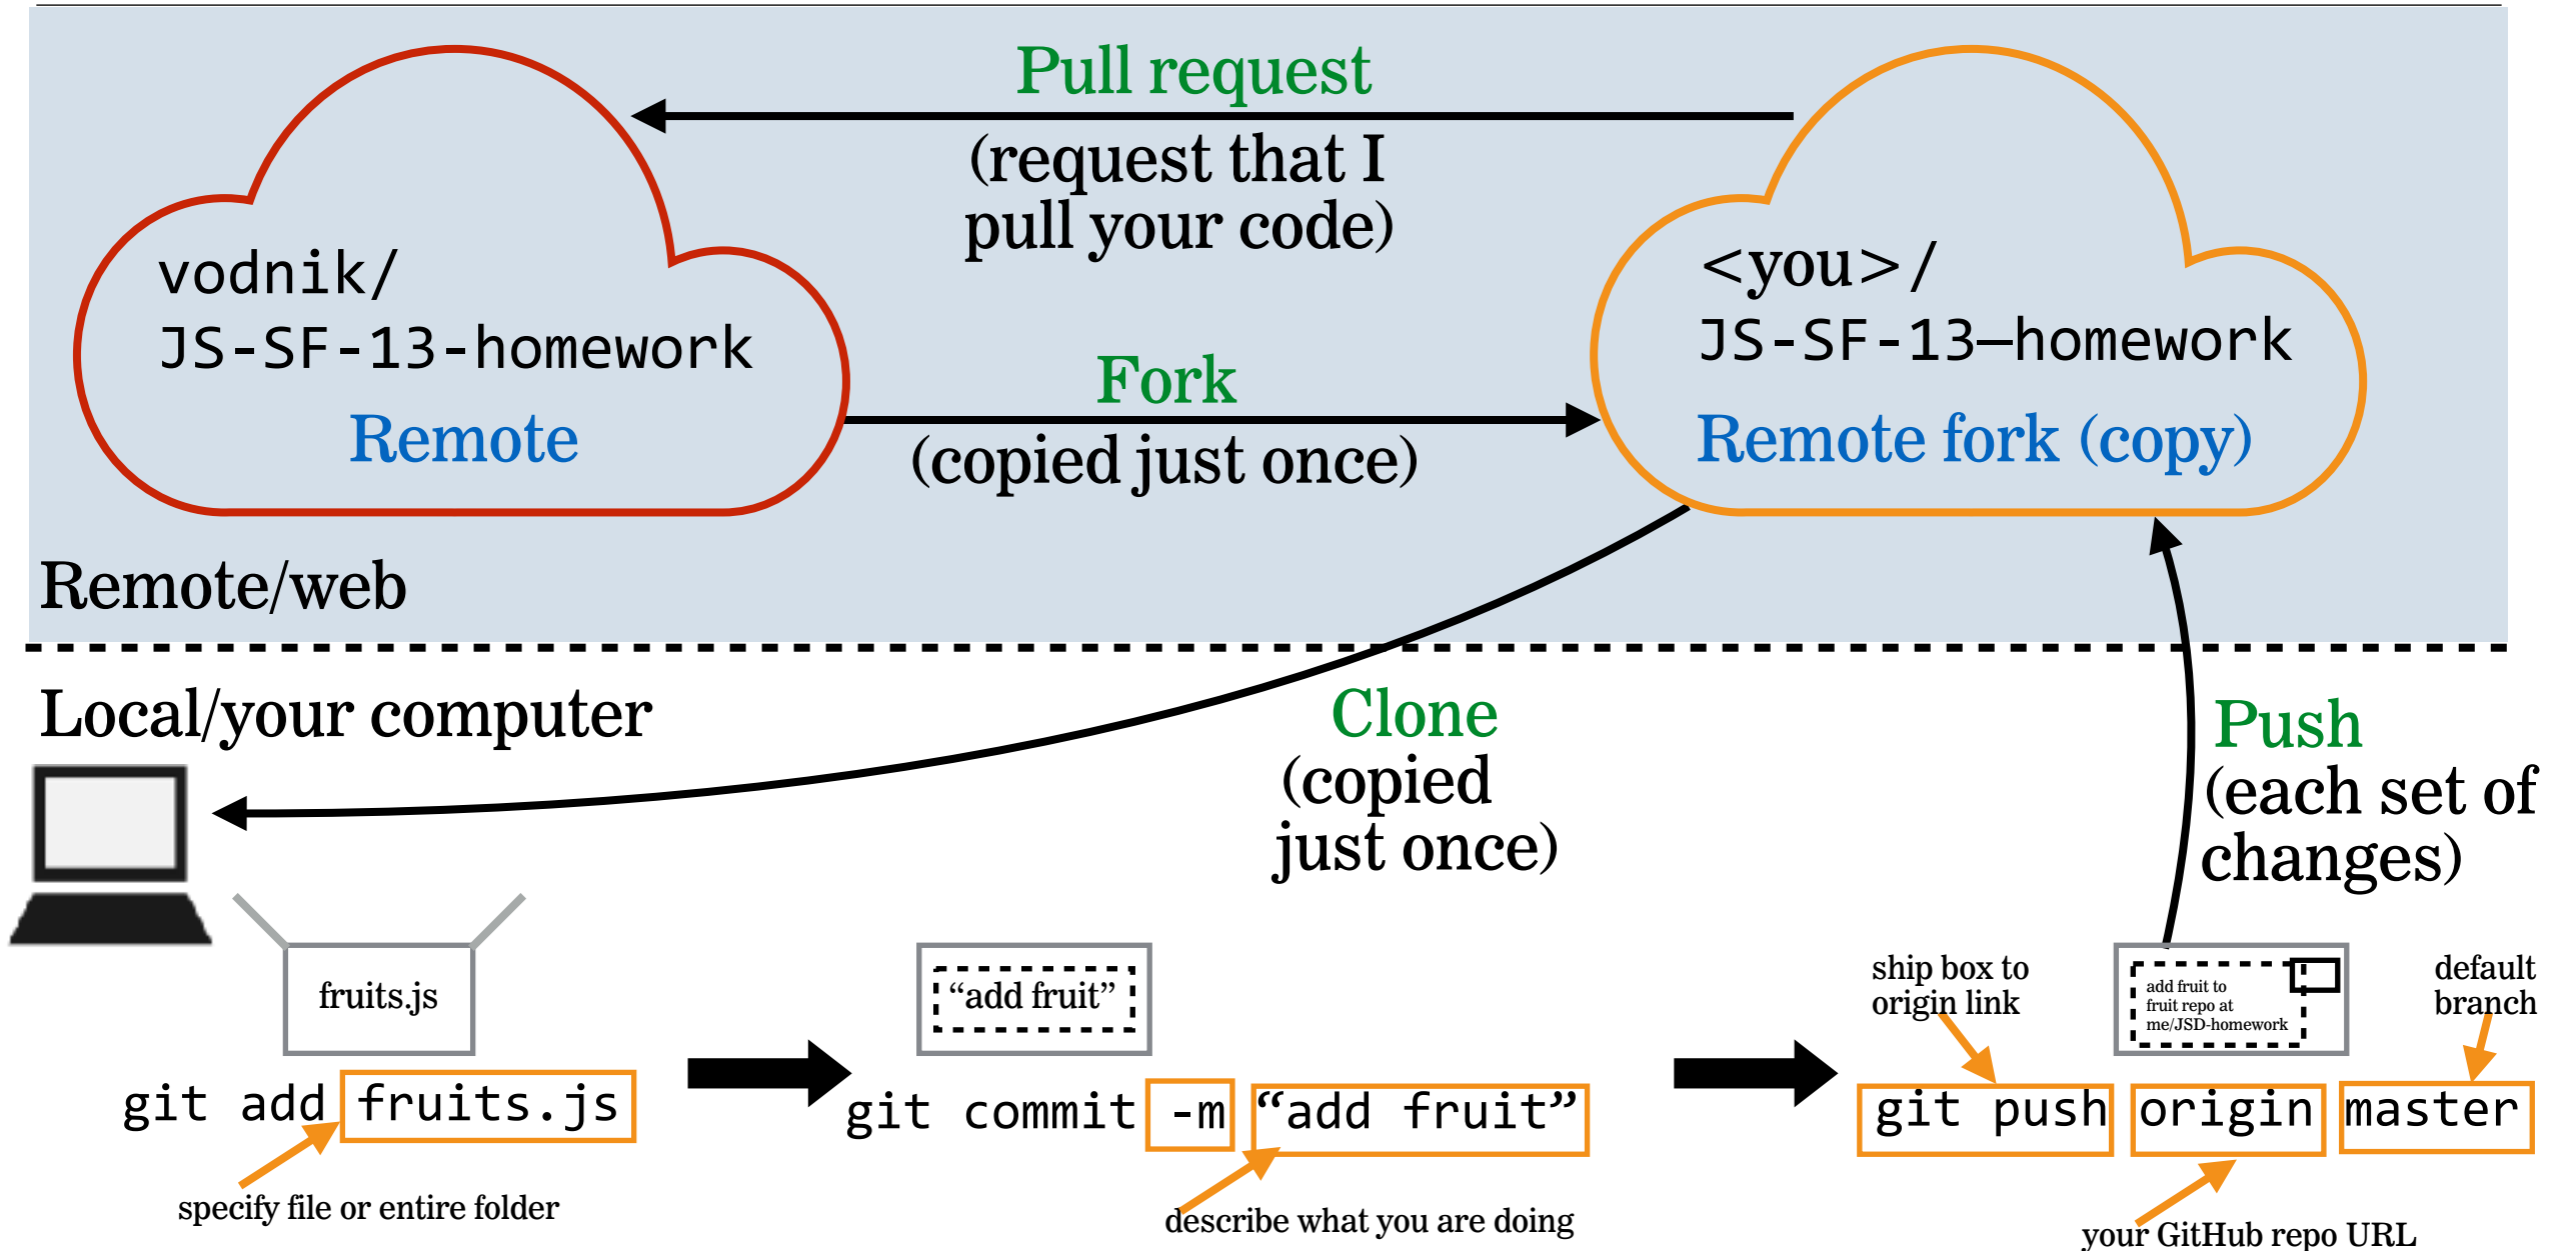 Pull request
(request that I
pull your code)
vodnik/
JS-SF-13-homework
Remote
Fork
(copied just once)
<you>/
JS-SF-13—homework
Remote fork (copy)
Remote/web
Local/your computer
Clone
(copied
just once)
Push
(each set of
changes)
fruits.js
git add fruits.js
specify file or entire folder
“add fruit”
git commit -m “add fruit”
describe what you are doing
ship box to
origin link
add fruit to
fruit repo at
me/JSD-homework
default
branch
git push origin master
your GitHub repo URL